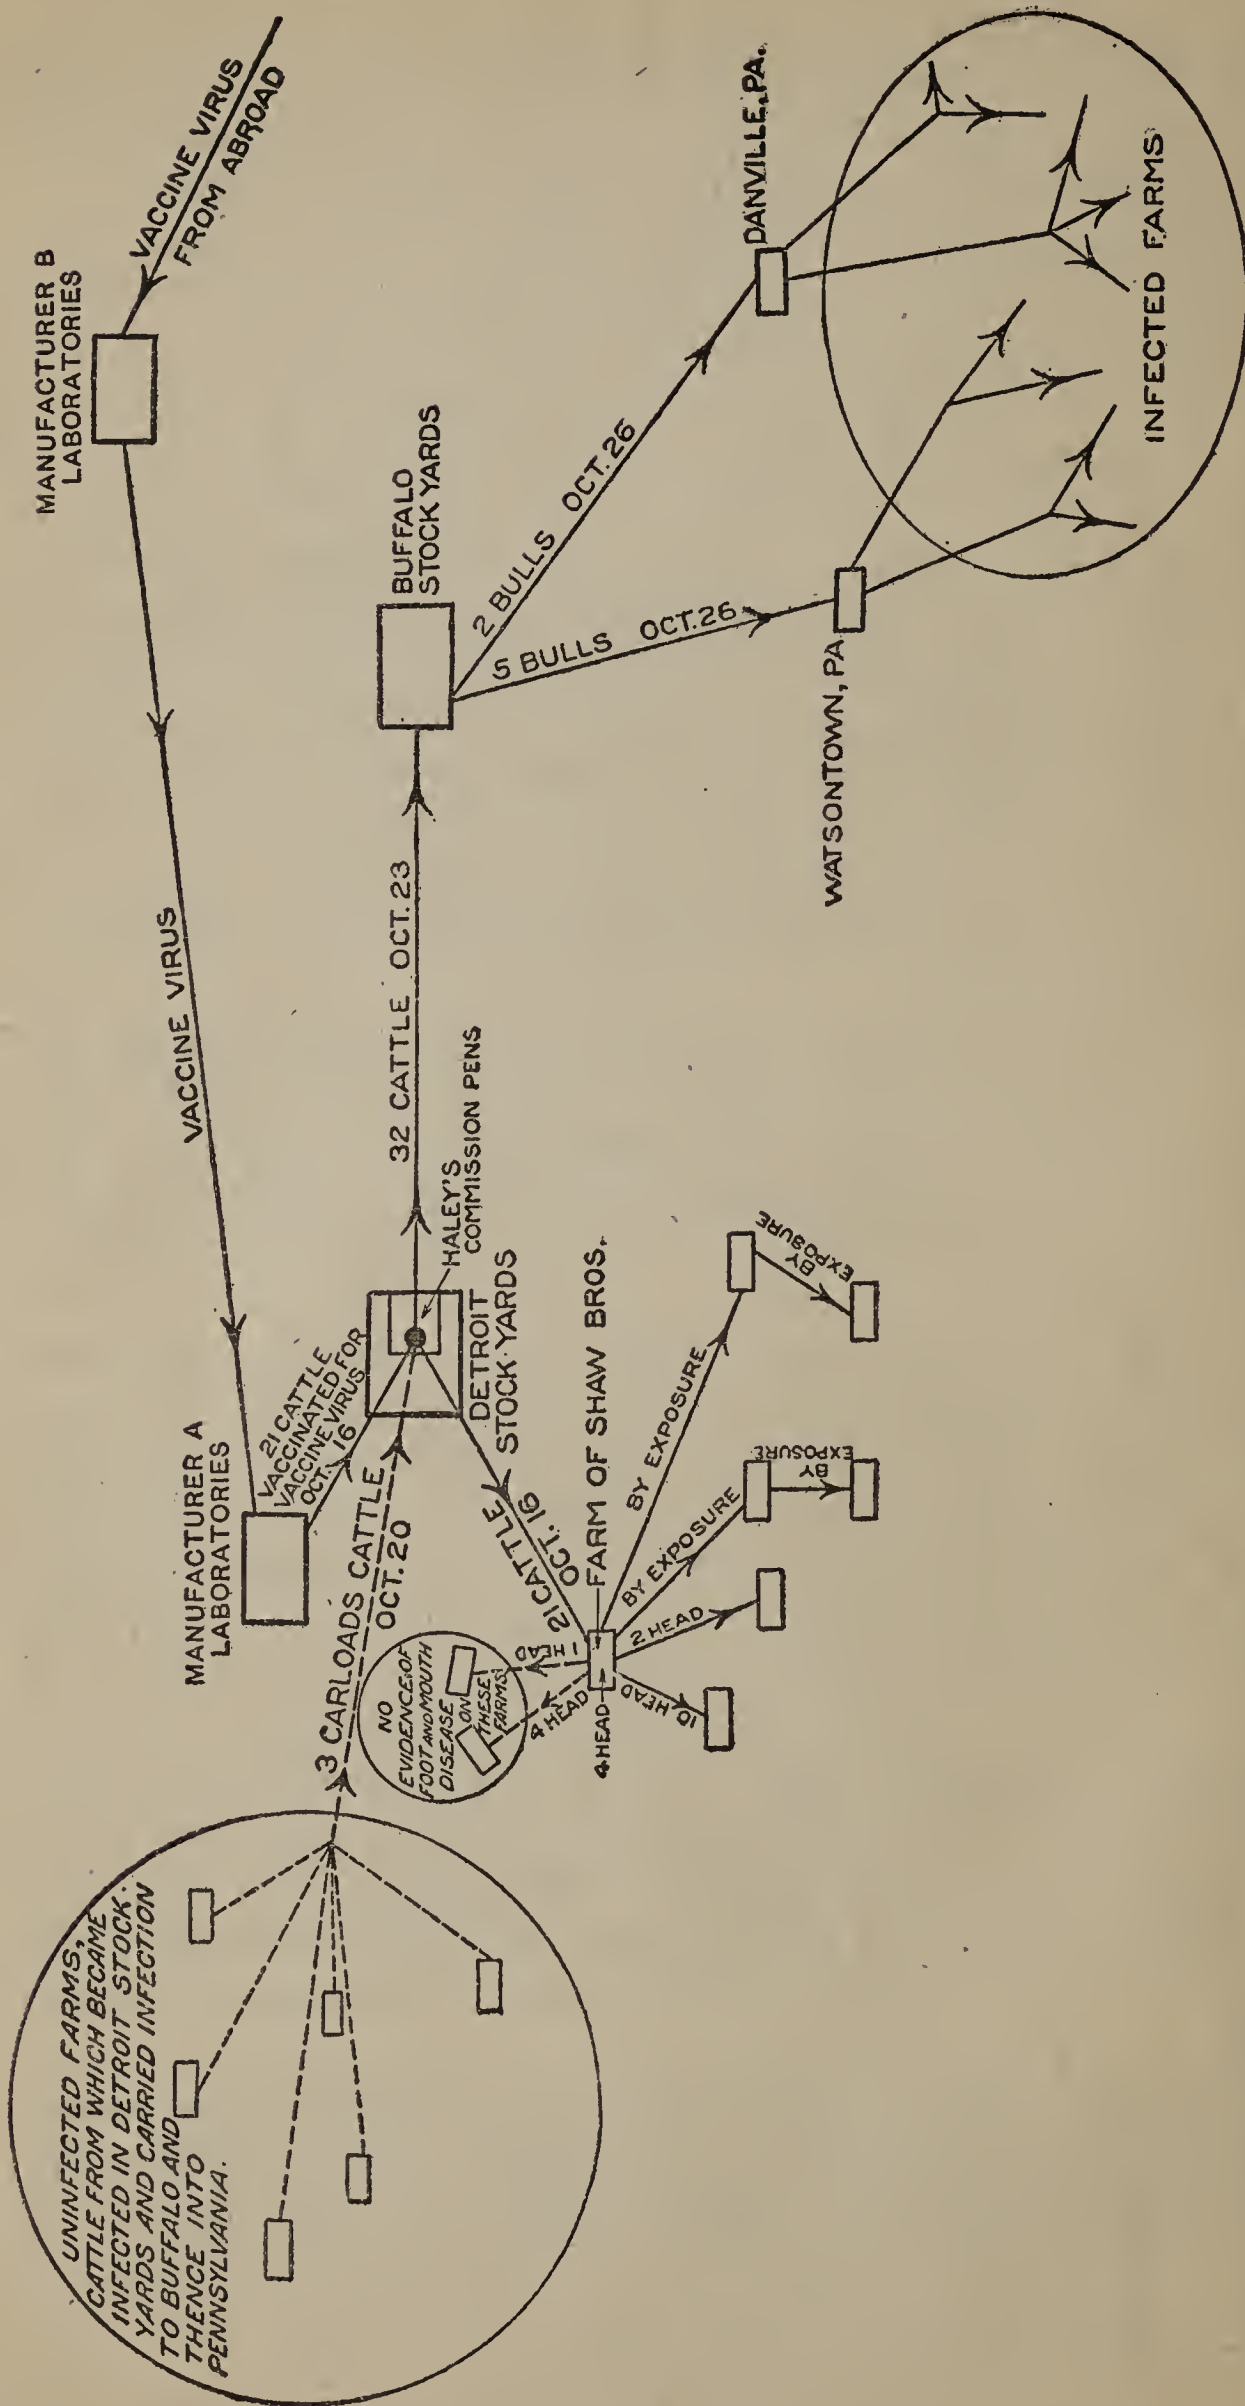 MANUFACTURER B
LABORATORIES
VACCINE VIRUS
FROM ABROAD
VACCINE VIRUS
MANUFACTURER A
LABORATORIES
21 CATTLE
VACCINATED FOR
VACCINE VIRUS
OCT. 16
UNINFECTED FARMS,
CATTLE FROM WHICH BECAME
INFECTED IN DETROIT STOCK-
YARDS AND CARRIED INFECTION
TO BUFFALO AND
THENCE INTO
PENNSYLVANIA.
3 CARLOADS CATTLE
OCT. 20
HALEY'S
COMMISSION PENS
DETROIT
STOCK-YARDS
32 CATTLE OCT. 23
BUFFALO
STOCK YARDS
2 BULLS OCT. 26
5 BULLS OCT. 26
DANVILLE, PA.
WATSONTOWN, PA
INFECTED FARMS
21 CATTLE
OCT. 16
FARM OF SHAW BROS.
NO
EVIDENCE OF
FOOT AND MOUTH
DISEASE ON
THESE
FARMS
1 HEAD
4 HEAD
4 HEAD
10 HEAD
2 HEAD
BY EXPOSURE
BY EXPOSURE
BY
EXPOSURE
BY
EXPOSURE